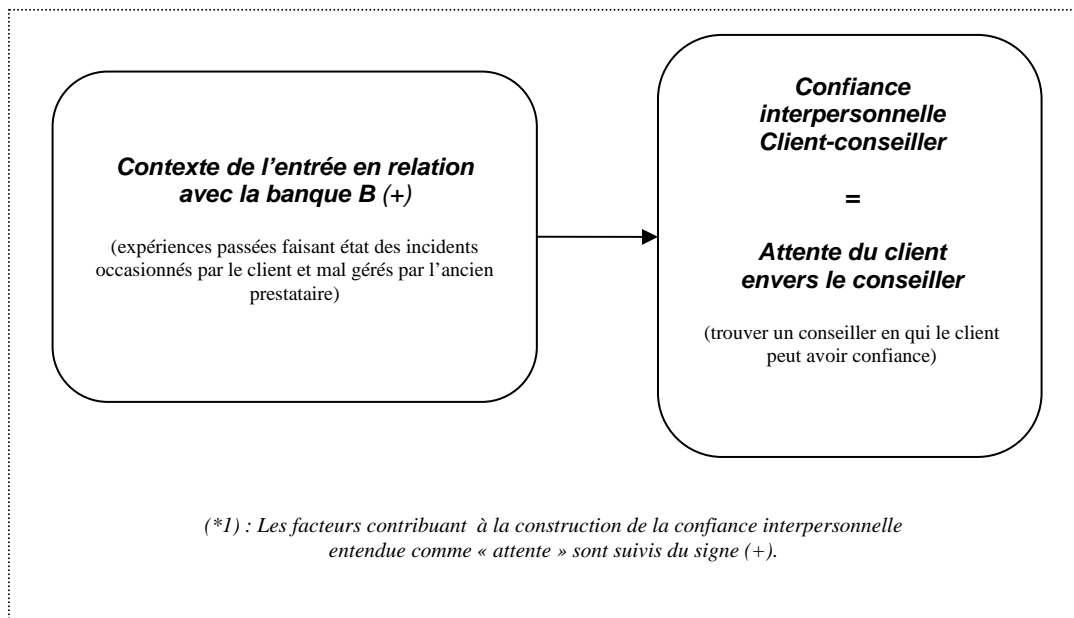 Contexte de l’entrée en relation
avec la banque B (+)
(expériences passées faisant état des incidents
occasionnés par le client et mal gérés par l’ancien
prestataire)
Confiance
interpersonnelle
Client-conseiller
=
Attente du client
envers le conseiller
(trouver un conseiller en qui le client
peut avoir confiance)
(*1) : Les facteurs contribuant à la construction de la confiance interpersonnelle
entendue comme « attente » sont suivis du signe (+).